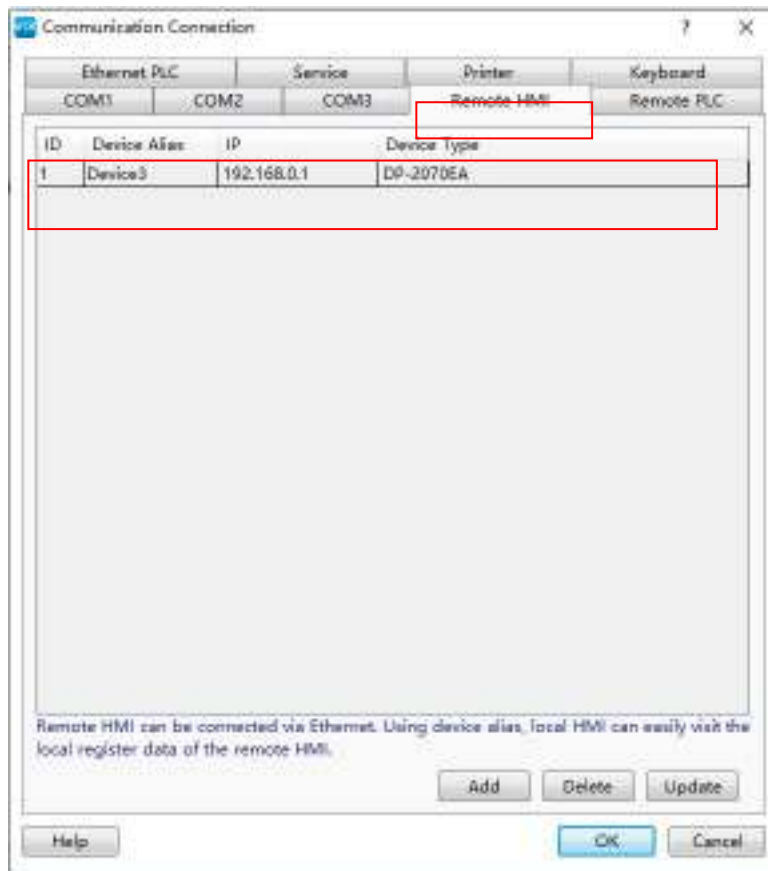 Communication Connection ? ×
Ethernet PLC Service Printer Keyboard
COM1 COM2 COM3 Remote HMI Remote PLC
ID Device Alias IP Device Type
1 Device3 192.168.0.1 DP-2070EA
Remote HMI can be connected via Ethernet. Using device alias, local HMI can easily visit the
local register data of the remote HMI.
Add Delete Update
Help OK Cancel